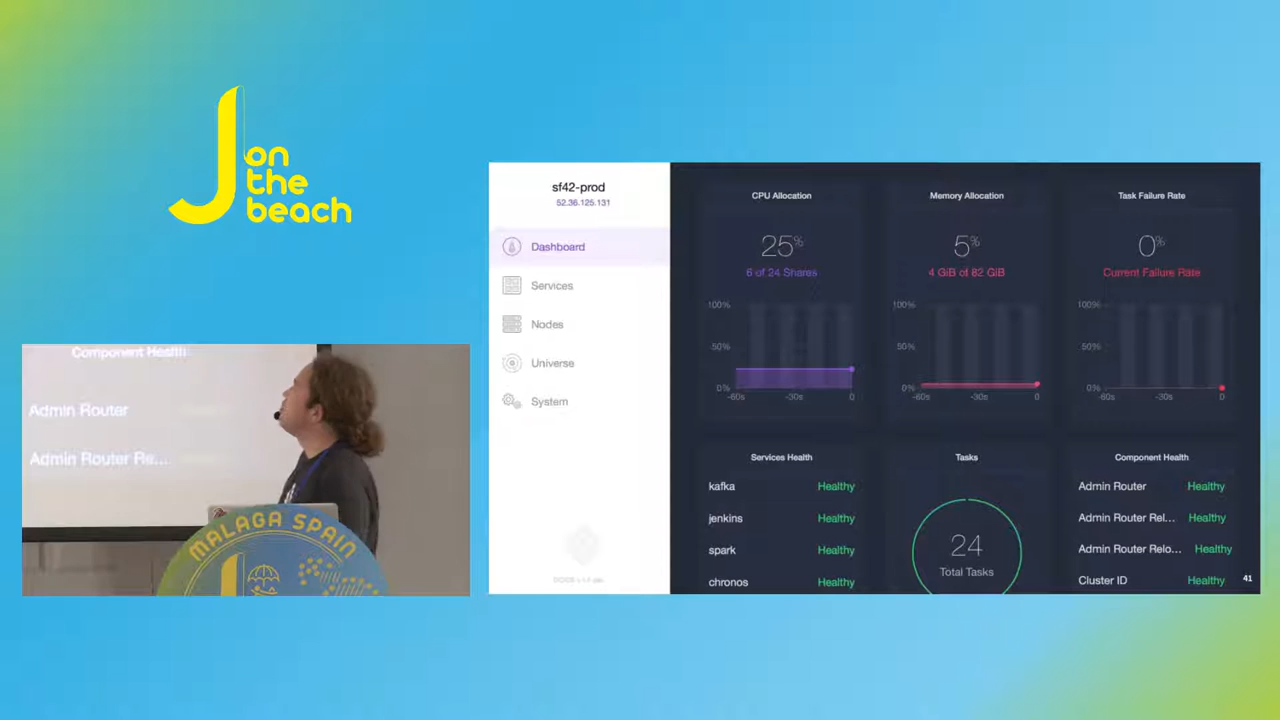 J on
the
beach
Component Health
Admin Router
Admin Router Re...
MALAGA SPAIN
sf42-prod
52.36.125.131
Dashboard
Services
Nodes
Universe
System
CPU Allocation
25%
6 of 24 Shares
100%
50%
0%
-60s
-30s
0
Memory Allocation
5%
4 GiB of 82 GiB
100%
50%
0%
-60s
-30s
0
Task Failure Rate
0%
Current Failure Rate
100%
50%
0%
-60s
-30s
0
Services Health
kafka Healthy
jenkins Healthy
spark Healthy
chronos Healthy
Tasks
24
Total Tasks
Component Health
Admin Router Healthy
Admin Router Rel... Healthy
Admin Router Relo... Healthy
Cluster ID Healthy
41